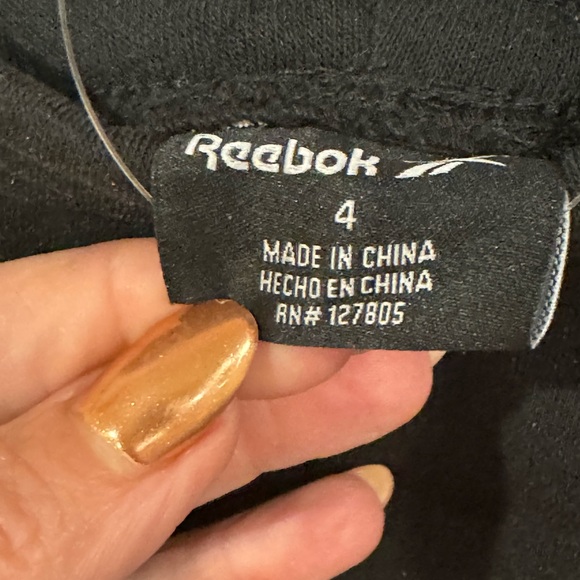 Reebok
4
MADE IN CHINA
HECHO EN CHINA
RN# 127805